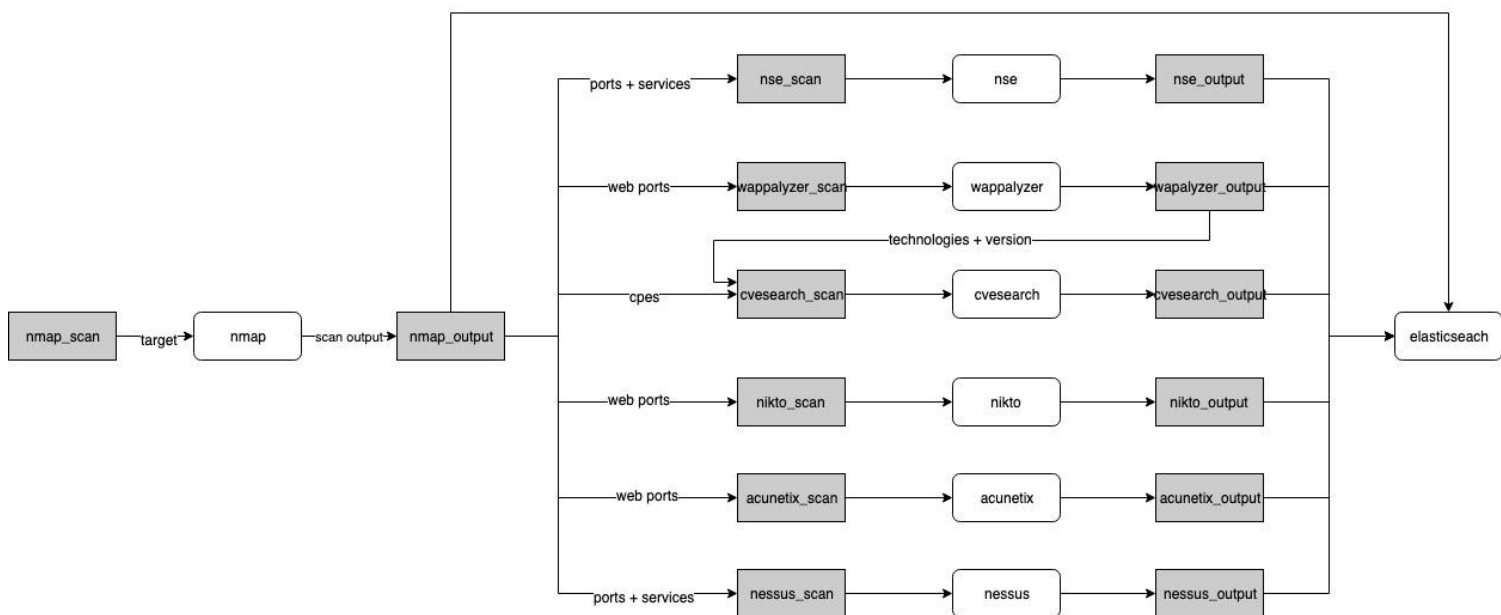 ports + services
nse_scan
nse
nse_output
web ports
wappalyzer_scan
wappalyzer
wapalyzer_output
technologies + version
cpes
cvesearch_scan
cvesearch
cvesearch_output
nmap_scan
target
nmap
scan output
nmap_output
elasticseach
web ports
nikto_scan
nikto
nikto_output
web ports
acunetix_scan
acunetix
acunetix_output
ports + services
nessus_scan
nessus
nessus_output